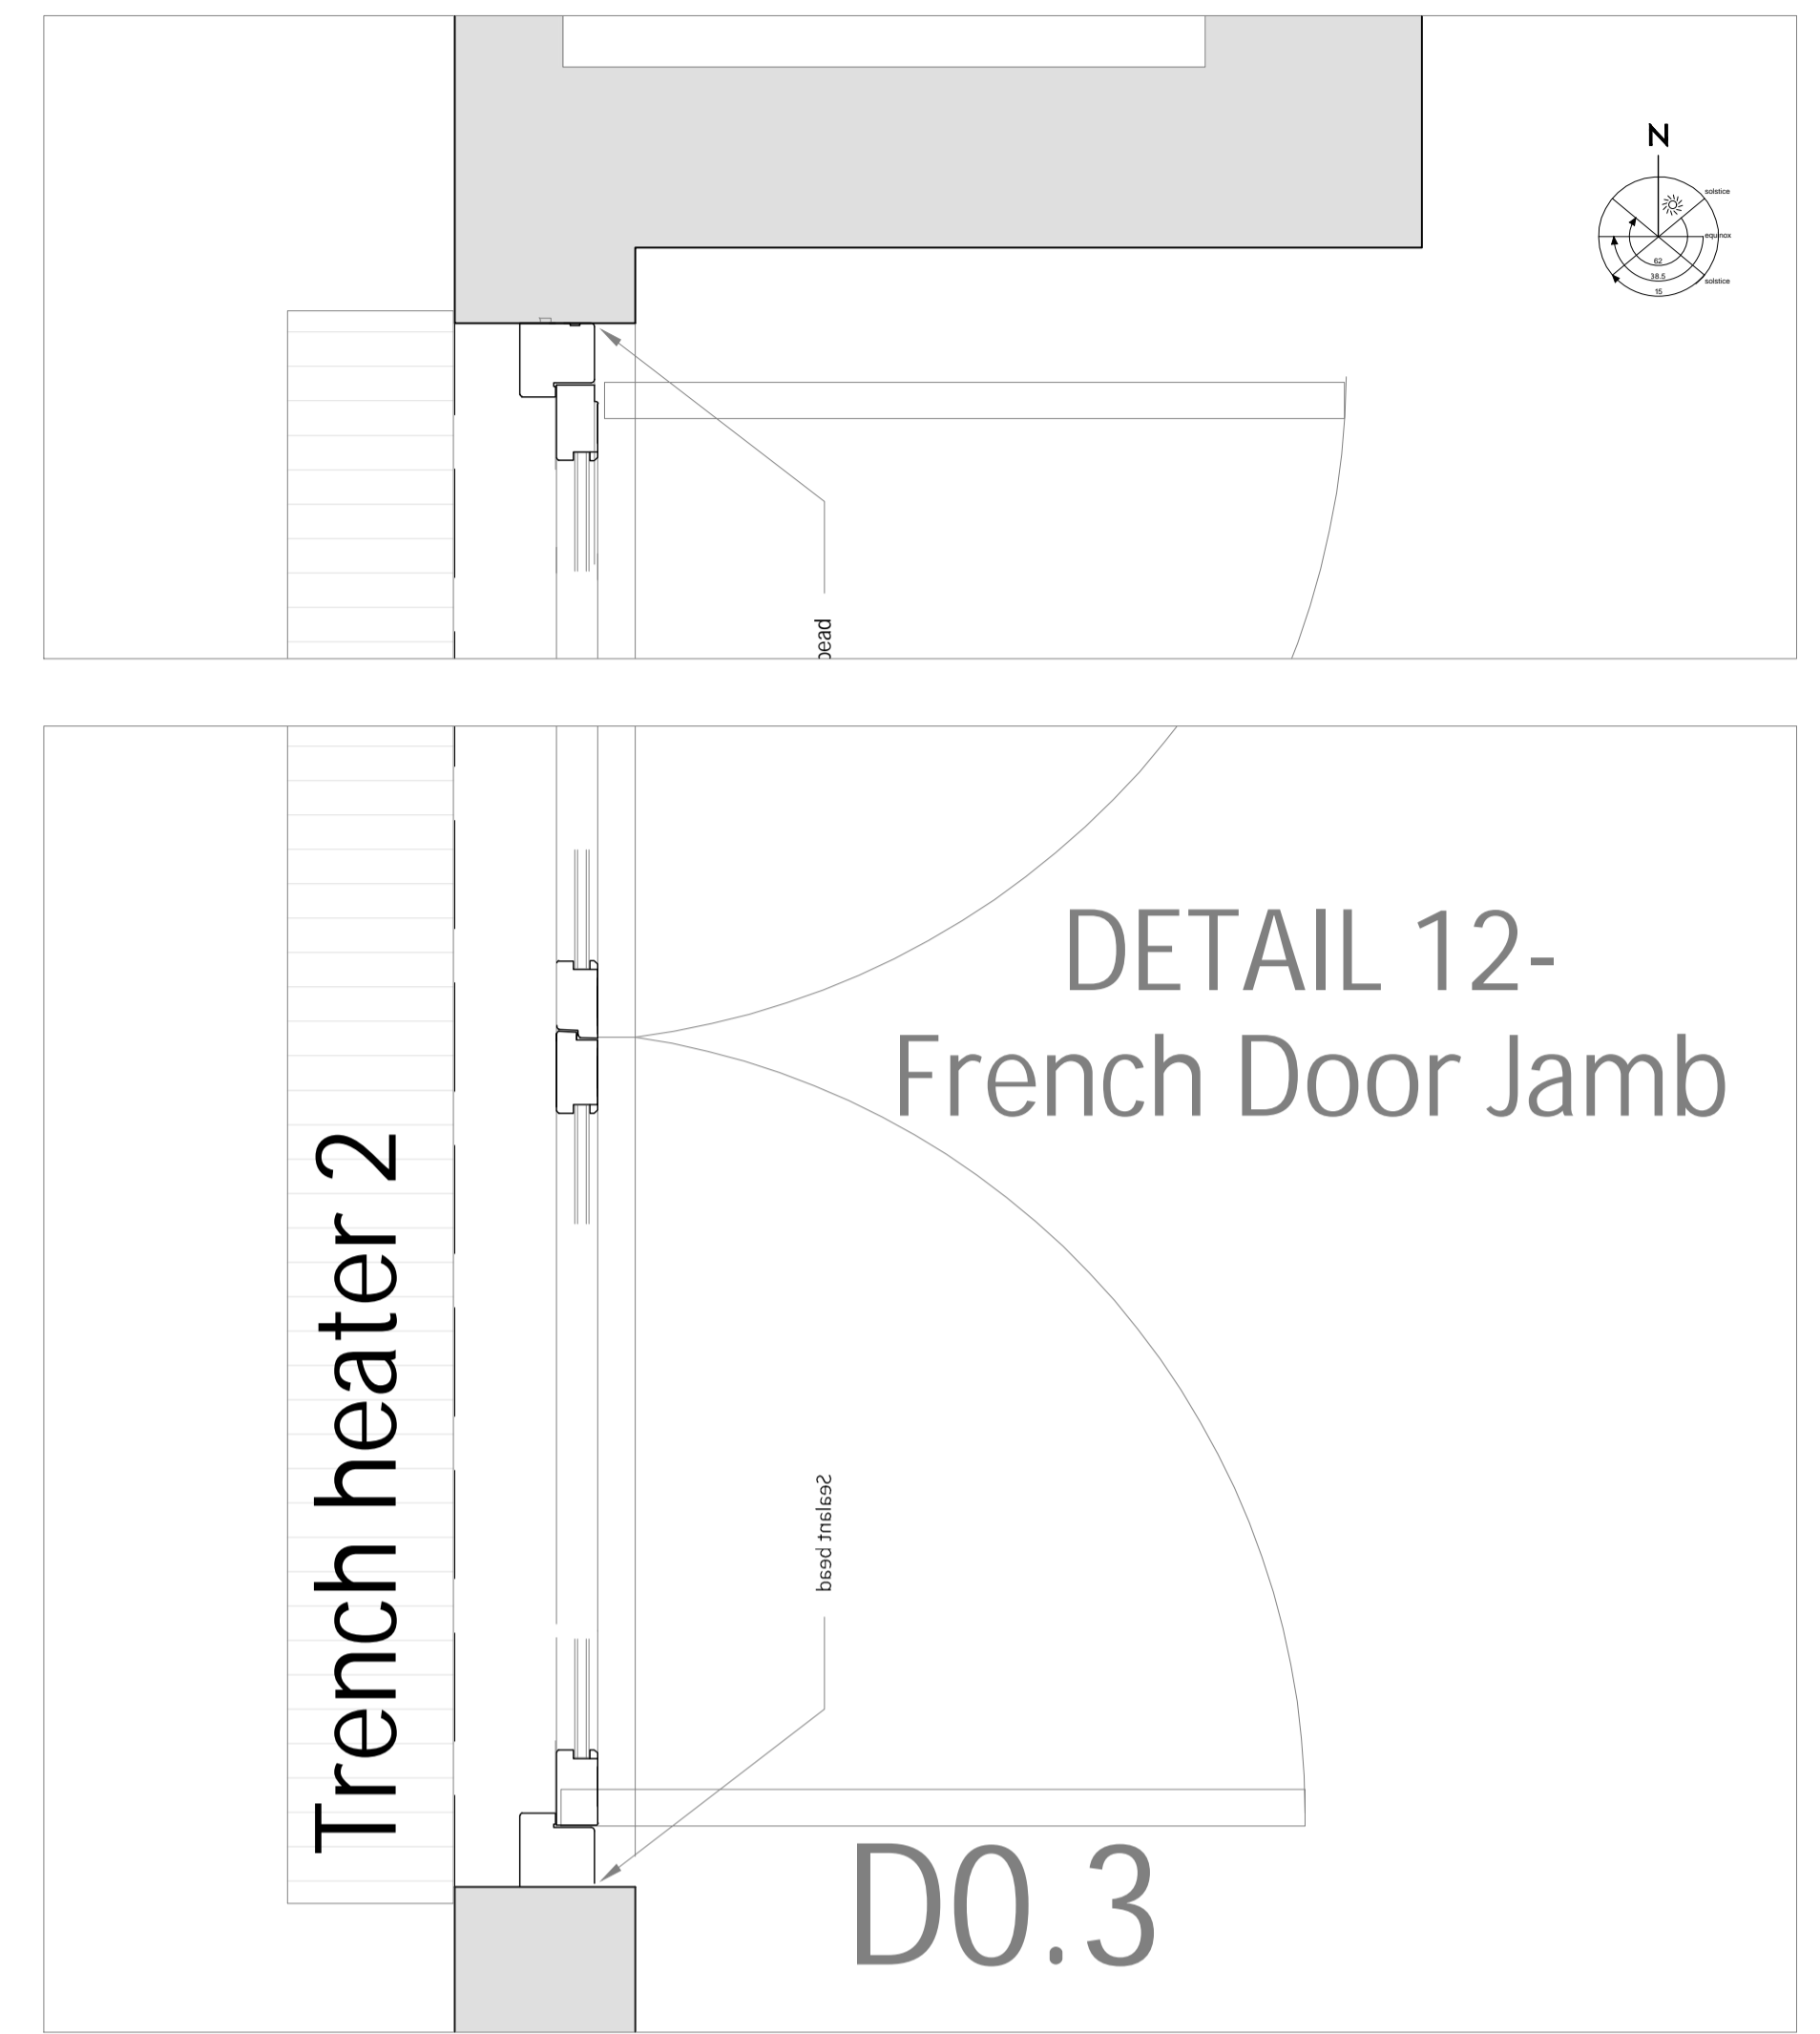 N
solstice
equinox
62
38.5
solstice
15
bead
DETAIL 12-
French Door Jamb
Trench heater 2
Sealant bead
D0.3